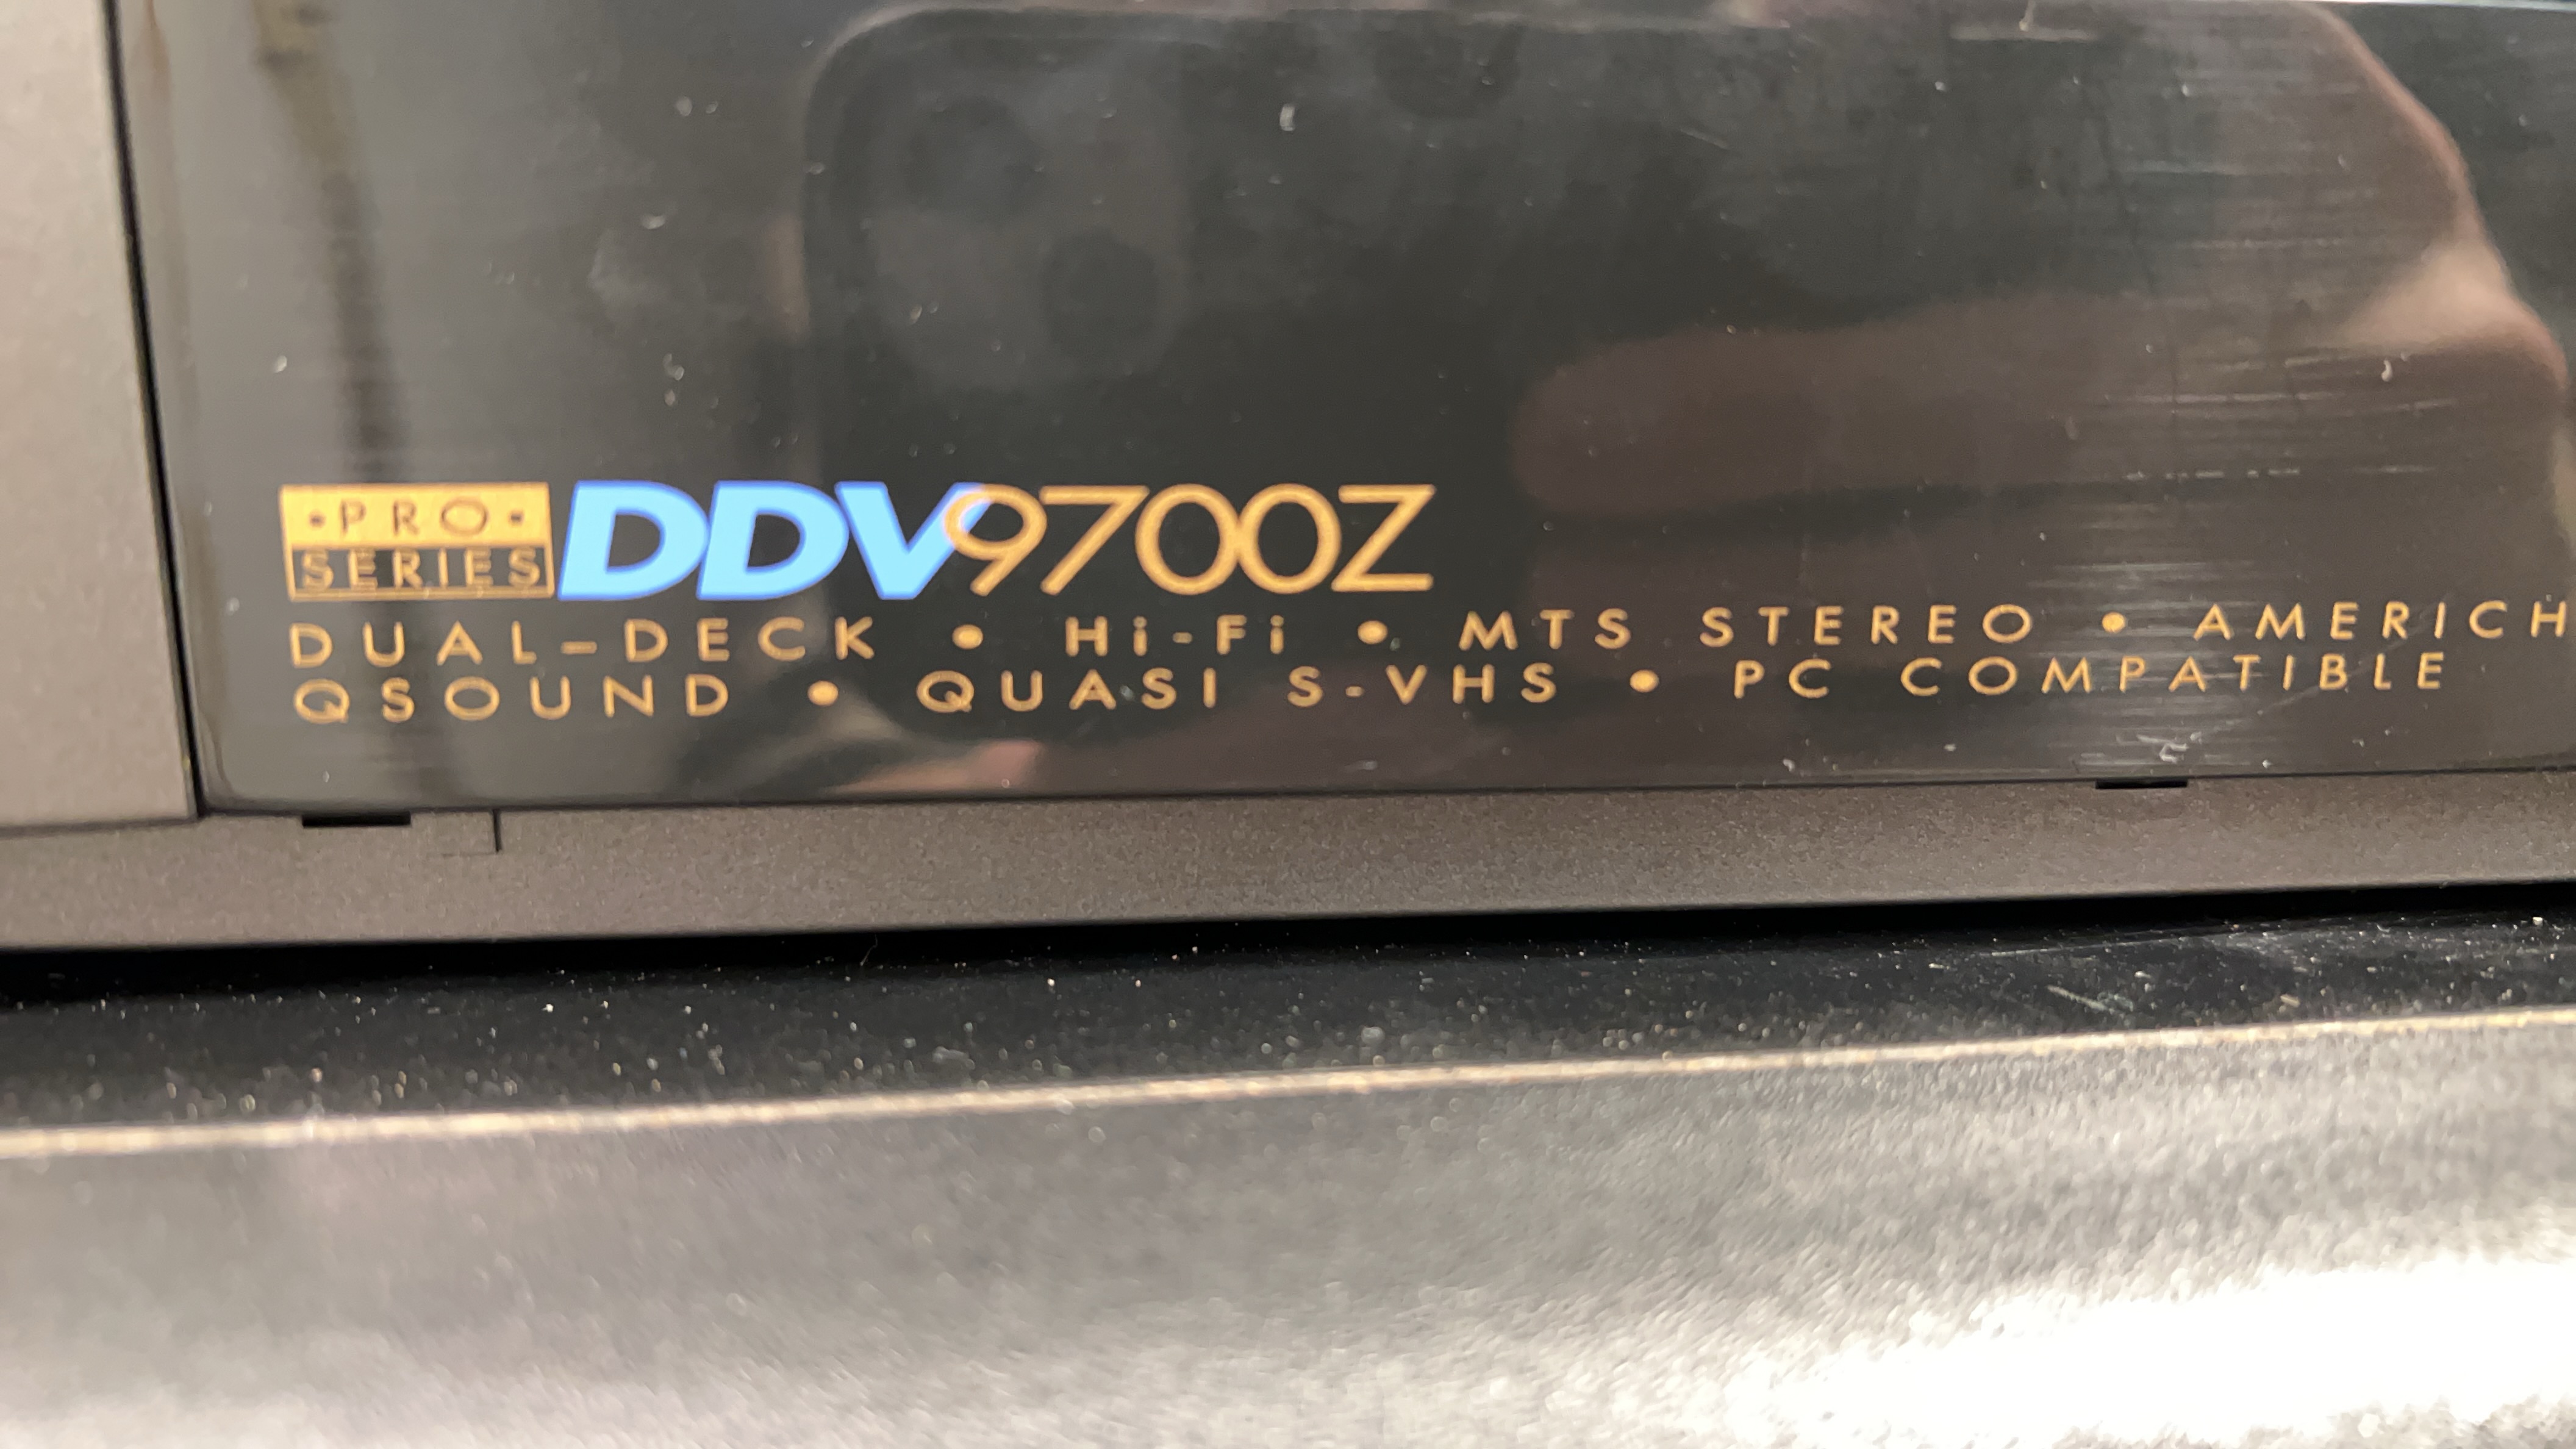 •PRO•
SERIES
DDV9700Z
DUAL-DECK • Hi-Fi • MTS STEREO • AMERICH
QSOUND • QUASI S-VHS • PC COMPATIBLE